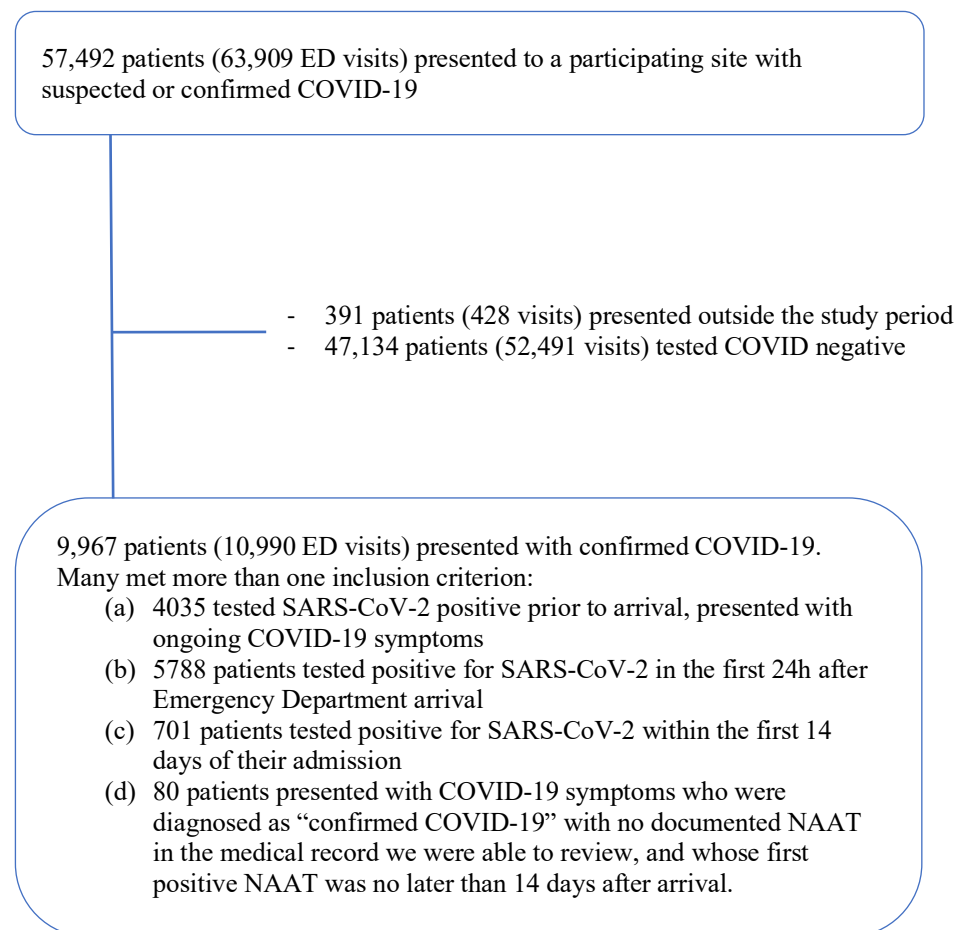 57,492 patients (63,909 ED visits) presented to a participating site with
suspected or confirmed COVID-19
- 391 patients (428 visits) presented outside the study period
- 47,134 patients (52,491 visits) tested COVID negative
9,967 patients (10,990 ED visits) presented with confirmed COVID-19.
Many met more than one inclusion criterion:
(a) 4035 tested SARS-CoV-2 positive prior to arrival, presented with
ongoing COVID-19 symptoms
(b) 5788 patients tested positive for SARS-CoV-2 in the first 24h after
Emergency Department arrival
(c) 701 patients tested positive for SARS-CoV-2 within the first 14
days of their admission
(d) 80 patients presented with COVID-19 symptoms who were
diagnosed as “confirmed COVID-19” with no documented NAAT
in the medical record we were able to review, and whose first
positive NAAT was no later than 14 days after arrival.